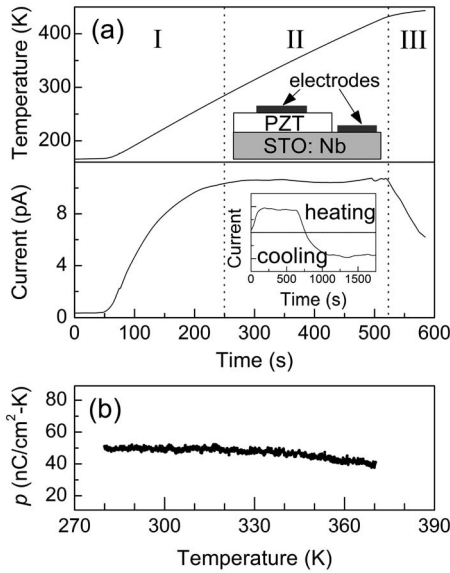 (a)
I
II
III
Temperature (K)
400
300
200
electrodes
PZT
STO: Nb
Current (pA)
8
4
0
Current
heating
cooling
0 500 1000 1500
Time (s)
0 100 200 300 400 500 600
Time (s)
(b)
p (nC/cm²-K)
80
60
40
20
270 300 330 360 390
Temperature (K)